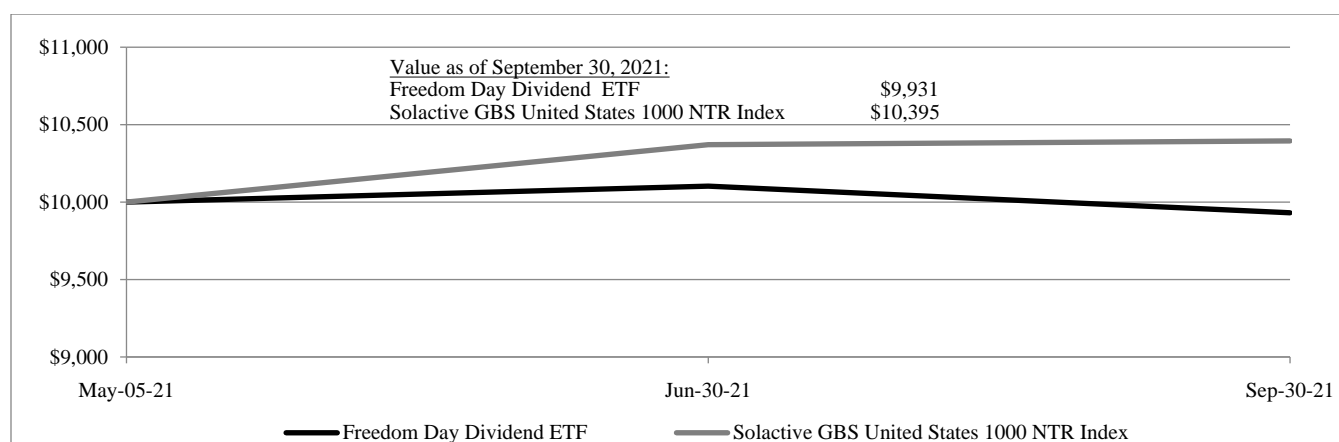 $11,000
Value as of September 30, 2021:
Freedom Day Dividend ETF $9,931
Solactive GBS United States 1000 NTR Index $10,395
$10,500
$10,000
$9,500
$9,000
May-05-21 Jun-30-21 Sep-30-21
Freedom Day Dividend ETF Solactive GBS United States 1000 NTR Index